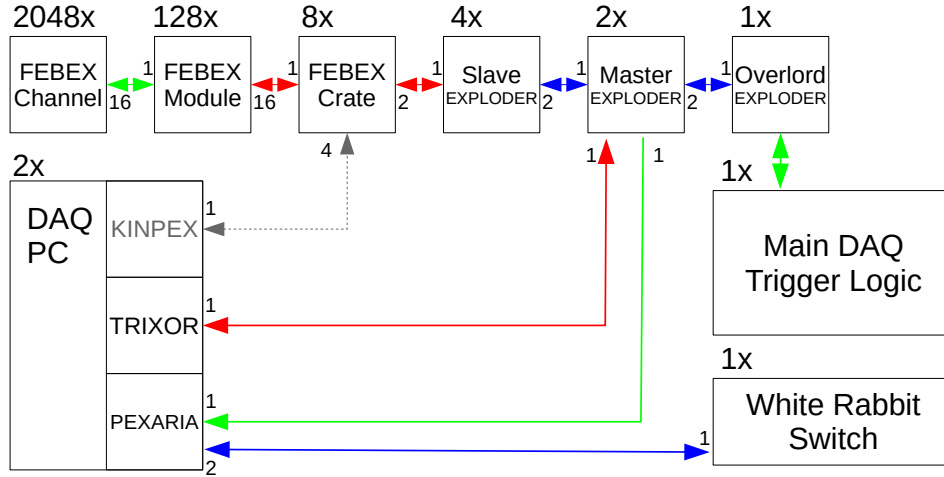 2048x 128x 8x 4x 2x 1x
FEBEX
Channel
16
1
FEBEX
Module
16
1
FEBEX
Crate
2
4
1
Slave
EXPLODER
2
1
Master
EXPLODER
2
1
1
1
Overlord
EXPLODER
2x
DAQ
PC
KINPEX
1
TRIXOR
1
PEXARIA
1
2
1x
Main DAQ
Trigger Logic
1x
White Rabbit
Switch
1